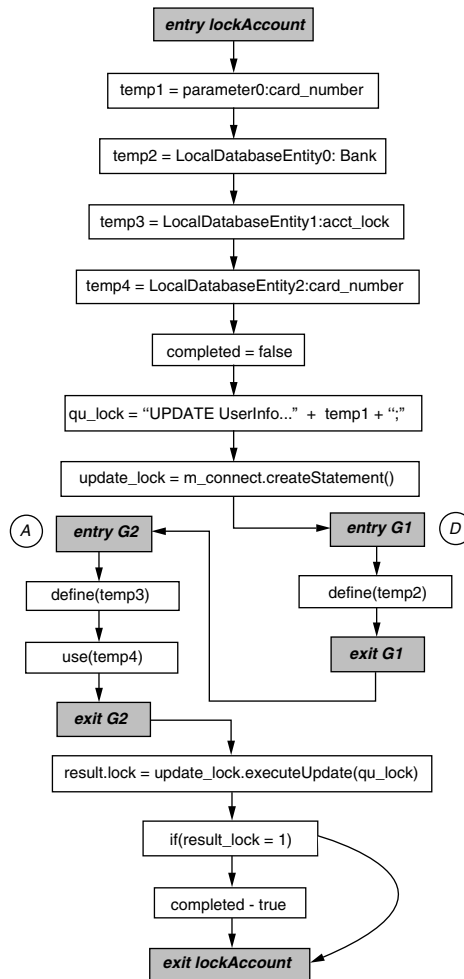 entry lockAccount
temp1 = parameter0:card_number
temp2 = LocalDatabaseEntity0: Bank
temp3 = LocalDatabaseEntity1:acct_lock
temp4 = LocalDatabaseEntity2:card_number
completed = false
qu_lock = “UPDATE UserInfo...” + temp1 + “;”
update_lock = m_connect.createStatement()
A
entry G2
entry G1
D
define(temp3)
define(temp2)
use(temp4)
exit G1
exit G2
result.lock = update_lock.executeUpdate(qu_lock)
if(result_lock = 1)
completed - true
exit lockAccount